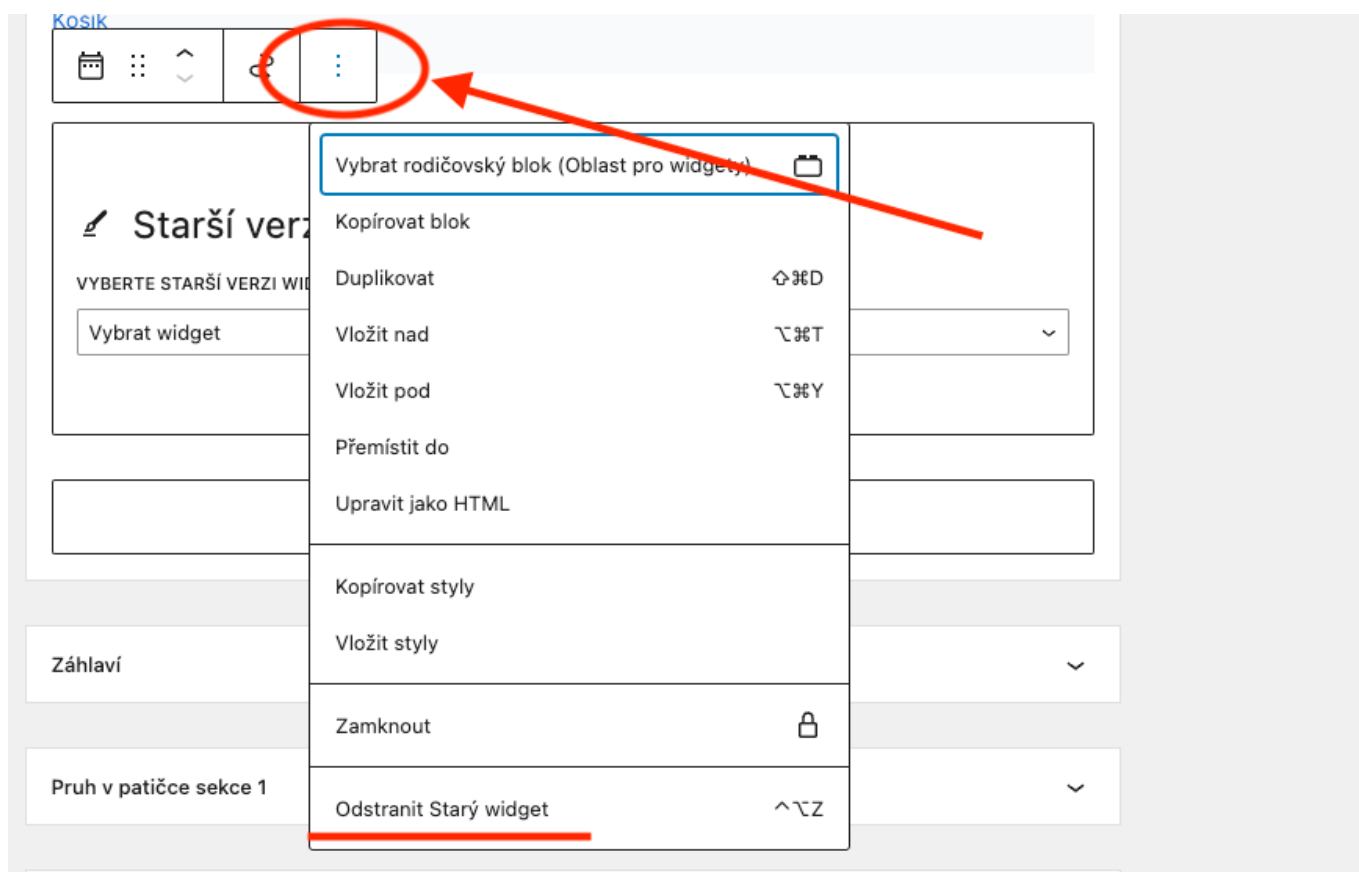 Košík
Vybrat rodičovský blok (Oblast pro widgety)
Starší verz
Kopírovat blok
VYBERTE STARŠÍ VERZI WID
Duplikovat ⇧⌘D
Vybrat widget
Vložit nad ⌥⌘T
Vložit pod ⌥⌘Y
Přemístit do
Upravit jako HTML
Kopírovat styly
Vložit styly
Záhlaví
Zamknout
Pruh v patičce sekce 1
Odstranit Starý widget ^⌥Z